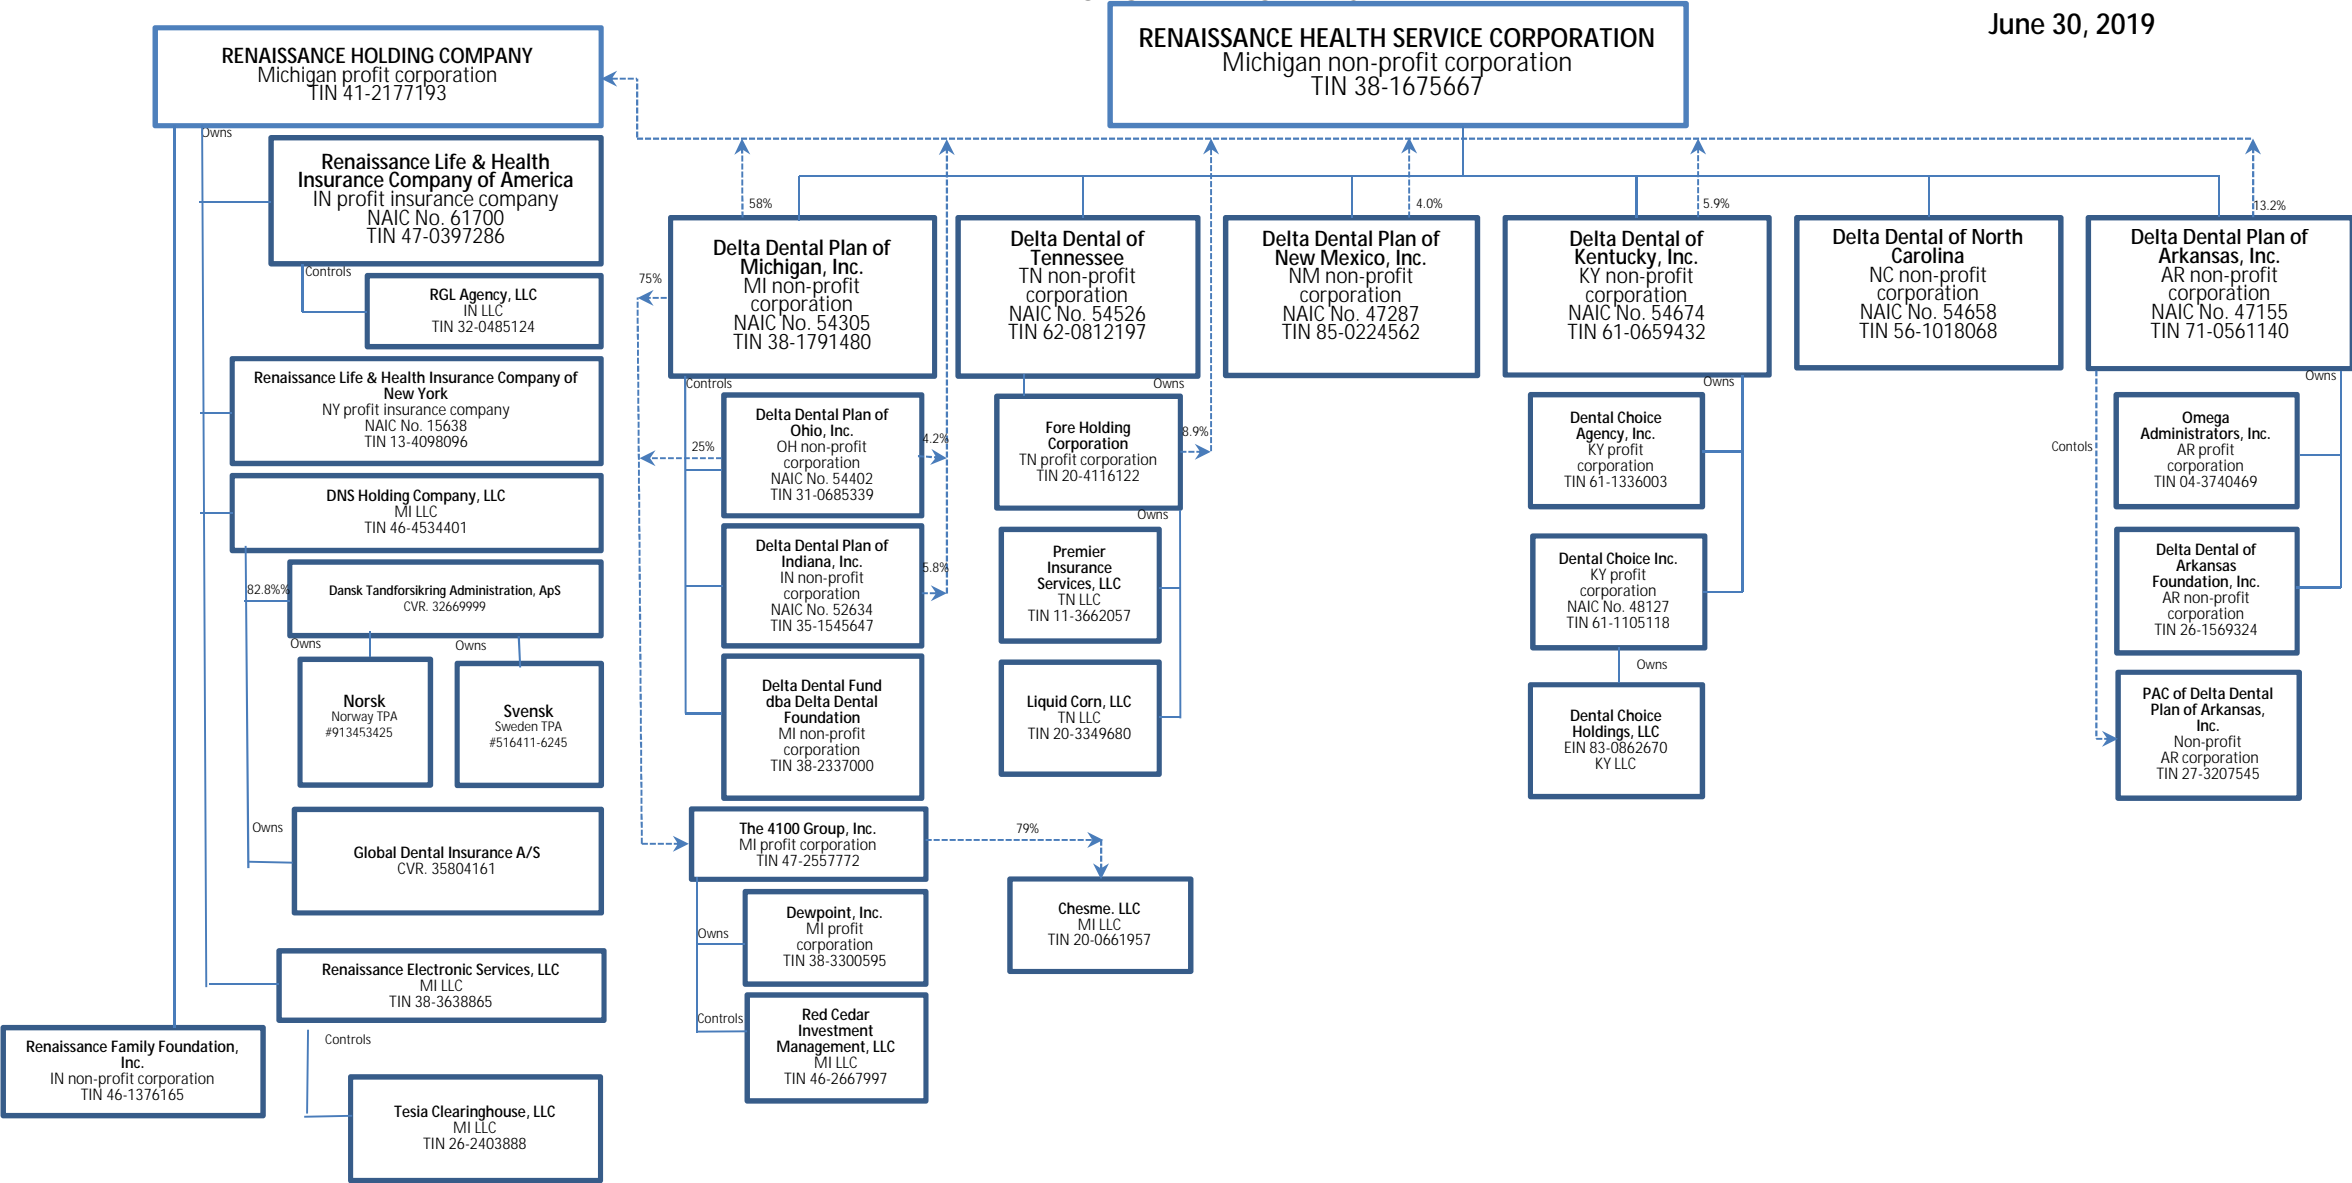 June 30, 2019
RENAISSANCE HOLDING COMPANY
Michigan profit corporation
TIN 41-2177193
RENAISSANCE HEALTH SERVICE CORPORATION
Michigan non-profit corporation
TIN 38-1675667
Owns
Renaissance Life & Health
Insurance Company of America
IN profit insurance company
NAIC No. 61700
TIN 47-0397286
Controls
RGL Agency, LLC
IN LLC
TIN 32-0485124
Renaissance Life & Health Insurance Company of
New York
NY profit insurance company
NAIC No. 15638
TIN 13-4098096
DNS Holding Company, LLC
MI LLC
TIN 46-4534401
82.8%%
Dansk Tandforsikring Administration, ApS
CVR. 32669999
Owns
Owns
Norsk
Norway TPA
#913453425
Svensk
Sweden TPA
#516411-6245
Owns
Global Dental Insurance A/S
CVR. 35804161
Renaissance Electronic Services, LLC
MI LLC
TIN 38-3638865
Controls
Renaissance Family Foundation,
Inc.
IN non-profit corporation
TIN 46-1376165
Tesia Clearinghouse, LLC
MI LLC
TIN 26-2403888
58%
75%
Delta Dental Plan of
Michigan, Inc.
MI non-profit
corporation
NAIC No. 54305
TIN 38-1791480
Controls
25%
Delta Dental Plan of
Ohio, Inc.
OH non-profit
corporation
NAIC No. 54402
TIN 31-0685339
4.2%
Delta Dental Plan of
Indiana, Inc.
IN non-profit
corporation
NAIC No. 52634
TIN 35-1545647
5.8%
Delta Dental Fund
dba Delta Dental
Foundation
MI non-profit
corporation
TIN 38-2337000
The 4100 Group, Inc.
MI profit corporation
TIN 47-2557772
79%
Chesme. LLC
MI LLC
TIN 20-0661957
Owns
Dewpoint, Inc.
MI profit
corporation
TIN 38-3300595
Controls
Red Cedar
Investment
Management, LLC
MI LLC
TIN 46-2667997
Delta Dental of
Tennessee
TN non-profit
corporation
NAIC No. 54526
TIN 62-0812197
Owns
Fore Holding
Corporation
TN profit corporation
TIN 20-4116122
8.9%
Owns
Premier
Insurance
Services, LLC
TN LLC
TIN 11-3662057
Liquid Corn, LLC
TN LLC
TIN 20-3349680
4.0%
Delta Dental Plan of
New Mexico, Inc.
NM non-profit
corporation
NAIC No. 47287
TIN 85-0224562
5.9%
Delta Dental of
Kentucky, Inc.
KY non-profit
corporation
NAIC No. 54674
TIN 61-0659432
Owns
Dental Choice
Agency, Inc.
KY profit
corporation
TIN 61-1336003
Dental Choice Inc.
KY profit
corporation
NAIC No. 48127
TIN 61-1105118
Owns
Dental Choice
Holdings, LLC
EIN 83-0862670
KY LLC
Delta Dental of North
Carolina
NC non-profit
corporation
NAIC No. 54658
TIN 56-1018068
13.2%
Delta Dental Plan of
Arkansas, Inc.
AR non-profit
corporation
NAIC No. 47155
TIN 71-0561140
Owns
Contols
Omega
Administrators, Inc.
AR profit
corporation
TIN 04-3740469
Delta Dental of
Arkansas
Foundation, Inc.
AR non-profit
corporation
TIN 26-1569324
PAC of Delta Dental
Plan of Arkansas,
Inc.
Non-profit
AR corporation
TIN 27-3207545